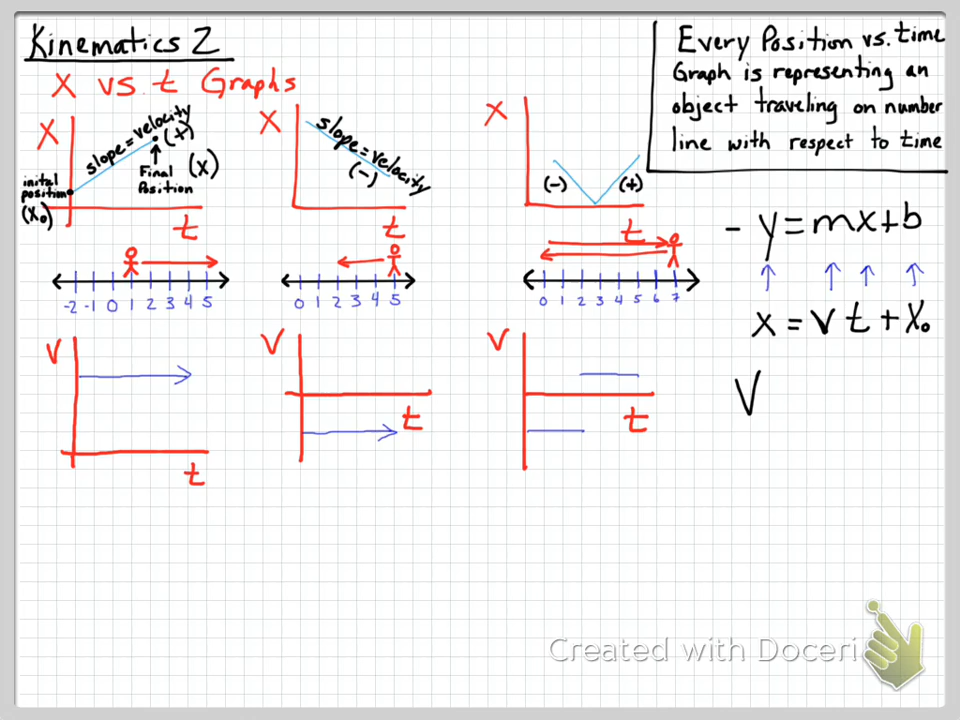 Kinematics 2
X vs. t Graphs
Every Position vs. time
Graph is representing an
object traveling on number
line with respect to time
X
slope = velocity
(+)
inital
position
(X₀)
Final
Position
(X)
t
X
slope = velocity
(-)
t
X
(-)
(+)
t
-2 -1 0 1 2 3 4 5
0 1 2 3 4 5
0 1 2 3 4 5 6 7
- y = mx + b
x = v t + x₀
V
V
t
V
t
V
t
Created with Doceri